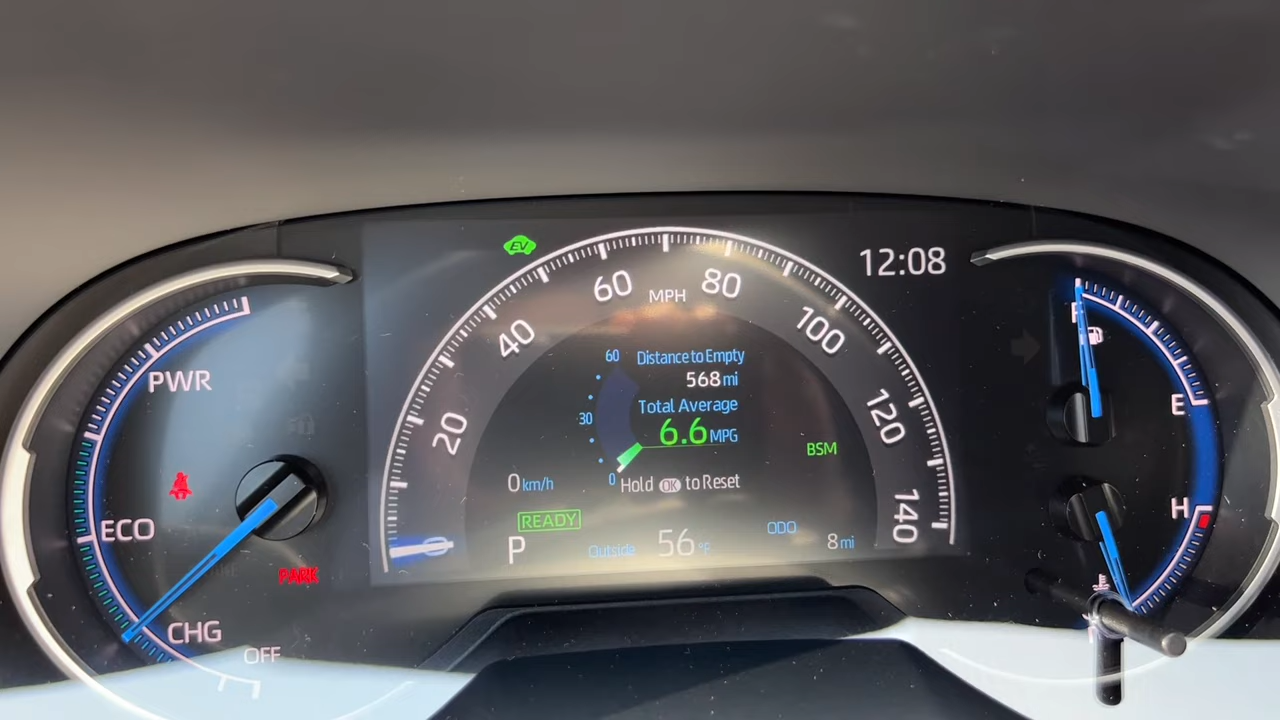 EV
12:08
60
MPH
80
40
100
20
120
140
0
60
Distance to Empty
568 mi
Total Average
30
6.6 MPG
0
Hold OK to Reset
BSM
0 km/h
READY
P
Outside 56 °F
ODO
8 mi
PWR
ECO
CHG
OFF
PARK
F
E
H